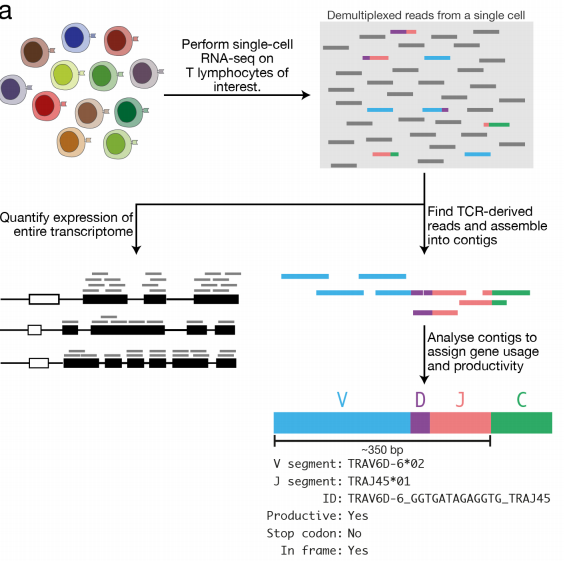 a
Demultiplexed reads from a single cell
Perform single-cell
RNA-seq on
T lymphocytes of
interest.
Quantify expression of
entire transcriptome
Find TCR-derived
reads and assemble
into contigs
Analyse contigs to
assign gene usage
and productivity
V D J C
~350 bp
V segment: TRAV6D-6*02
J segment: TRAJ45*01
ID: TRAV6D-6_GGTGATAGAGGTG_TRAJ45
Productive: Yes
Stop codon: No
In frame: Yes